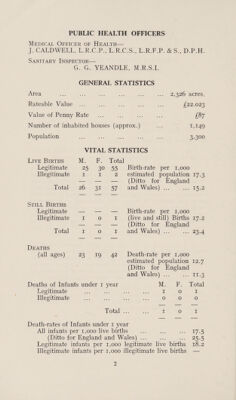 PUBLIC HEALTH OFFICERS
MEDICAL OFFICER OF HEALTH—
J. CALDWELL, L.R.C.P., L.R.C.S., L.R.F.P. & S., D.P.H.
SANITARY INSPECTOR—
G. G. YEANDLE, M.R.S.I.
GENERAL STATISTICS
Area ... ... ... ... ... 2,326 acres.
Rateable Value ... ... ... ... £22,023
Value of Penny Rate ... ... ... £87
Number of inhabited houses (approx.) ... 1,149
Population ... ... ... ... 3,300
VITAL STATISTICS
LIVE BIRTHS M. F. Total
Legitimate 25 30 55 Birth-rate per 1,000
Illegitimate 1 1 2 estimated population 17.3
(Ditto for England
Total 26 31 57 and Wales) ... ... 15.2
STILL BIRTHS
Legitimate — — — Birth-rate per 1,000
Illegitimate 1 0 1 (live and still) Births 17.2
(Ditto for England
Total 1 0 1 and Wales) ... ... 23.4
DEATHS
(all ages) 23 19 42 Death-rate per 1,000
estimated population 12.7
(Ditto for England
and Wales) ... ... 11.3
Deaths of Infants under 1 year M. F. Total
Legitimate ... ... ... ... 1 0 1
Illegitimate ... ... ... ... 0 0 0
Total ... 1 0 1
Death-rates of Infants under 1 year
All infants per 1,000 live births ... ... ... 17.5
(Ditto for England and Wales) ... ... ... 25.5
Legitimate infants per 1,000 legitimate live births 18.2
Illegitimate infants per 1,000 illegitimate live births —
2